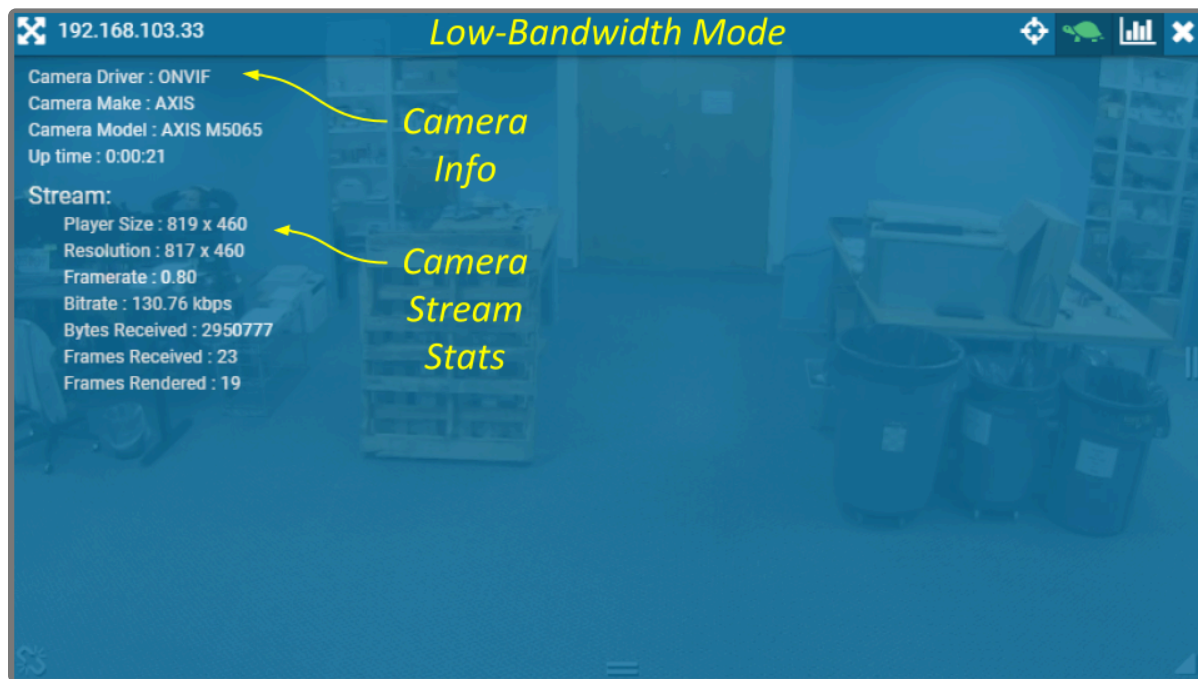 192.168.103.33
Low-Bandwidth Mode
Camera Driver : ONVIF
Camera Make : AXIS
Camera Model : AXIS M5065
Up time : 0:00:21
Camera
Info
Stream:
Player Size : 819 x 460
Resolution : 817 x 460
Framerate : 0.80
Bitrate : 130.76 kbps
Bytes Received : 2950777
Frames Received : 23
Frames Rendered : 19
Camera
Stream
Stats